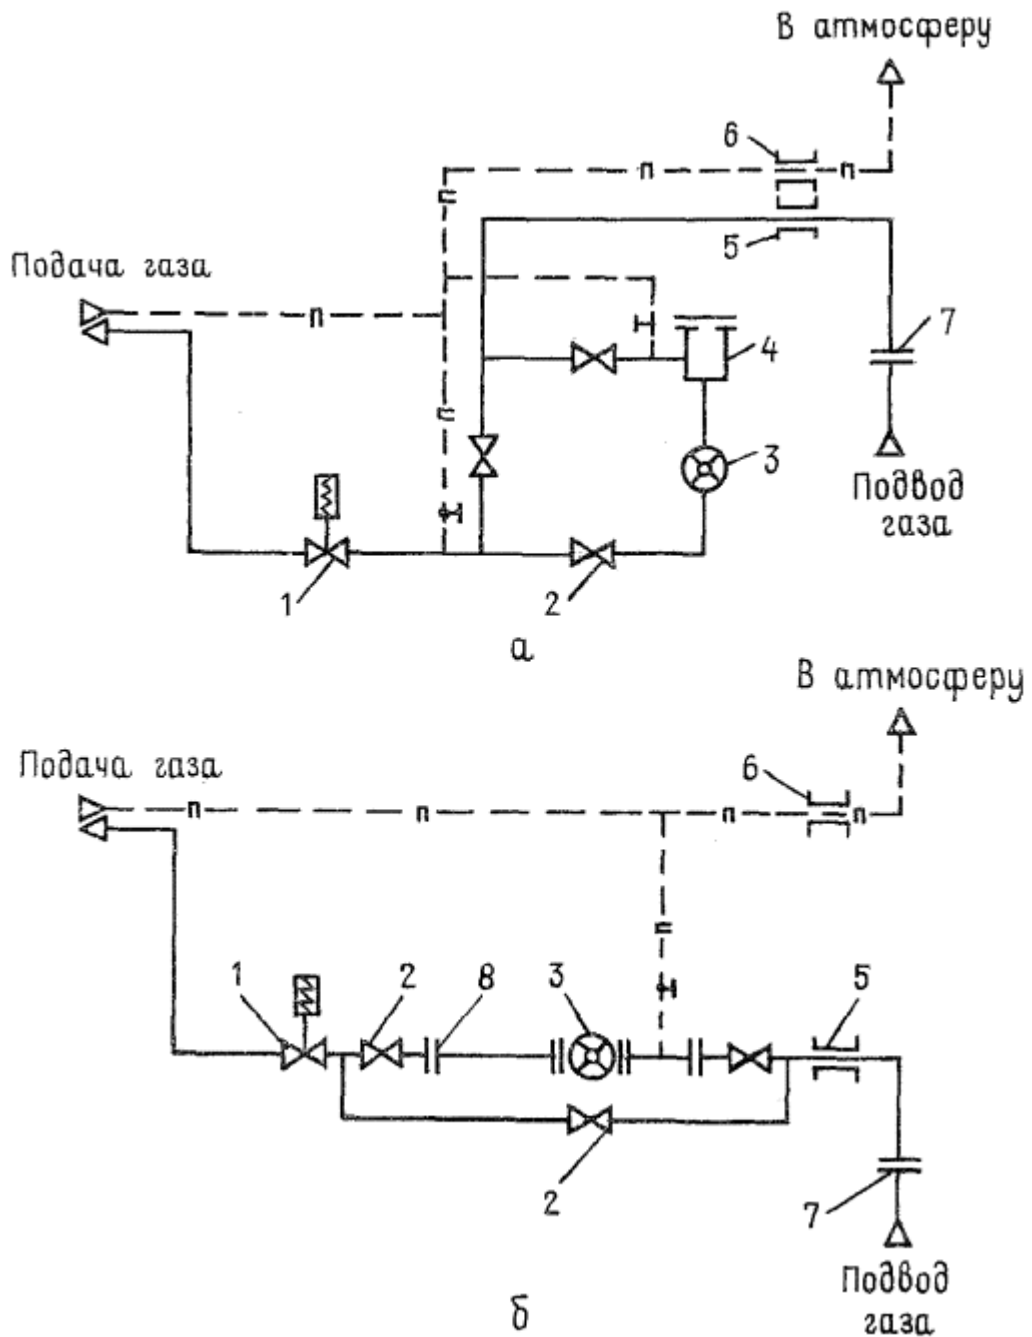 В атмосферу
6
П
П
П
5
Подача газа
П
7
4
П
3
Подвод
газа
1
2
а
В атмосферу
Подача газа
6
П
П
П
П
П
1
2
8
3
5
2
7
Подвод
газа
б